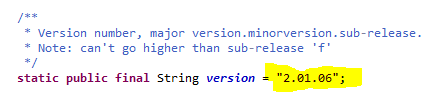 /**
* Version number, major version.minorversion.sub-release.
* Note: can't go higher than sub-release 'f'
*/
static public final String version = "2.01.06";